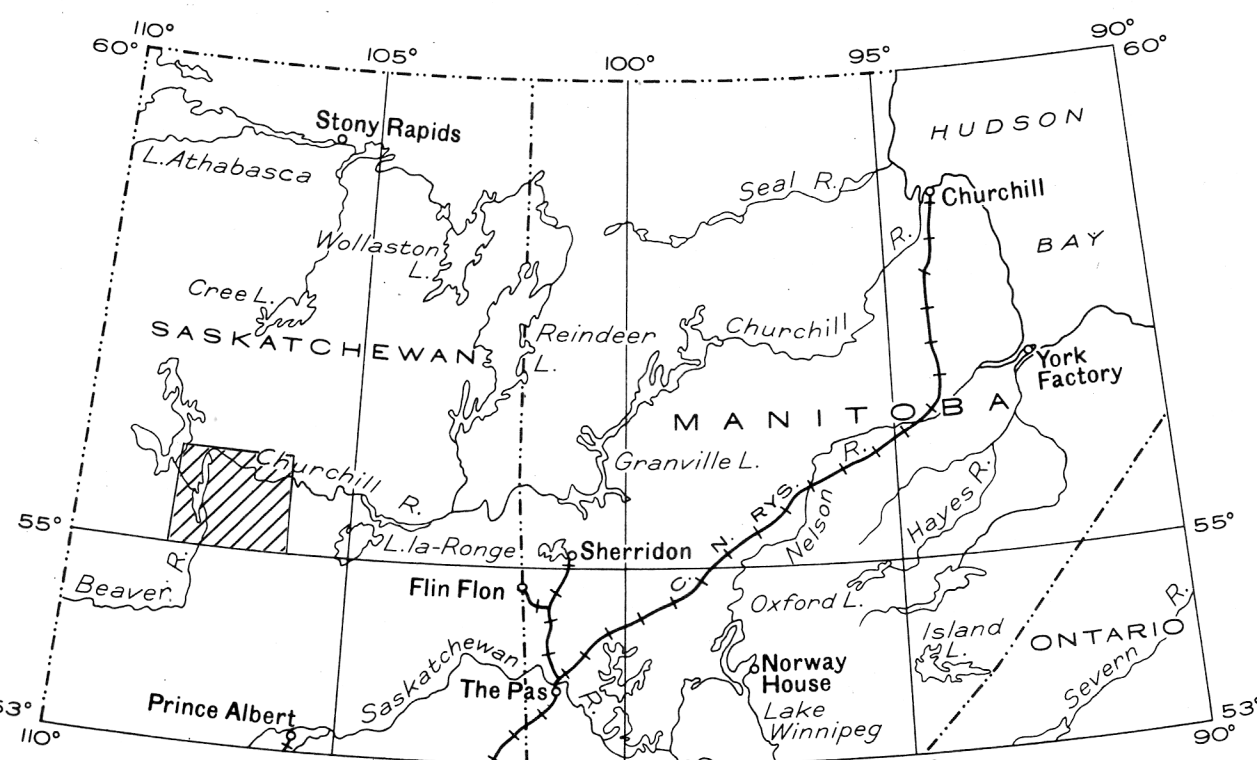 110°
60°
105°
100°
95°
90°
60°
HUDSON
Stony Rapids
L. Athabasca
Seal R.
Churchill
R.
BAY
Wollaston
L.
Cree L.
SASKATCHEWAN
Reindeer
L.
Churchill
York
Factory
MANITOBA
Churchill
R.
Granville L.
R.
Nelson
Hayes R.
C. N. RYS.
55°
55°
L. la-Ronge
Sherridon
R.
Beaver
Flin Flon
Oxford L.
R.
Island
L.
ONTARIO
Severn
Saskatchewan
R.
The Pas
Norway
House
Prince Albert
Lake
Winnipeg
53°
110°
53°
90°